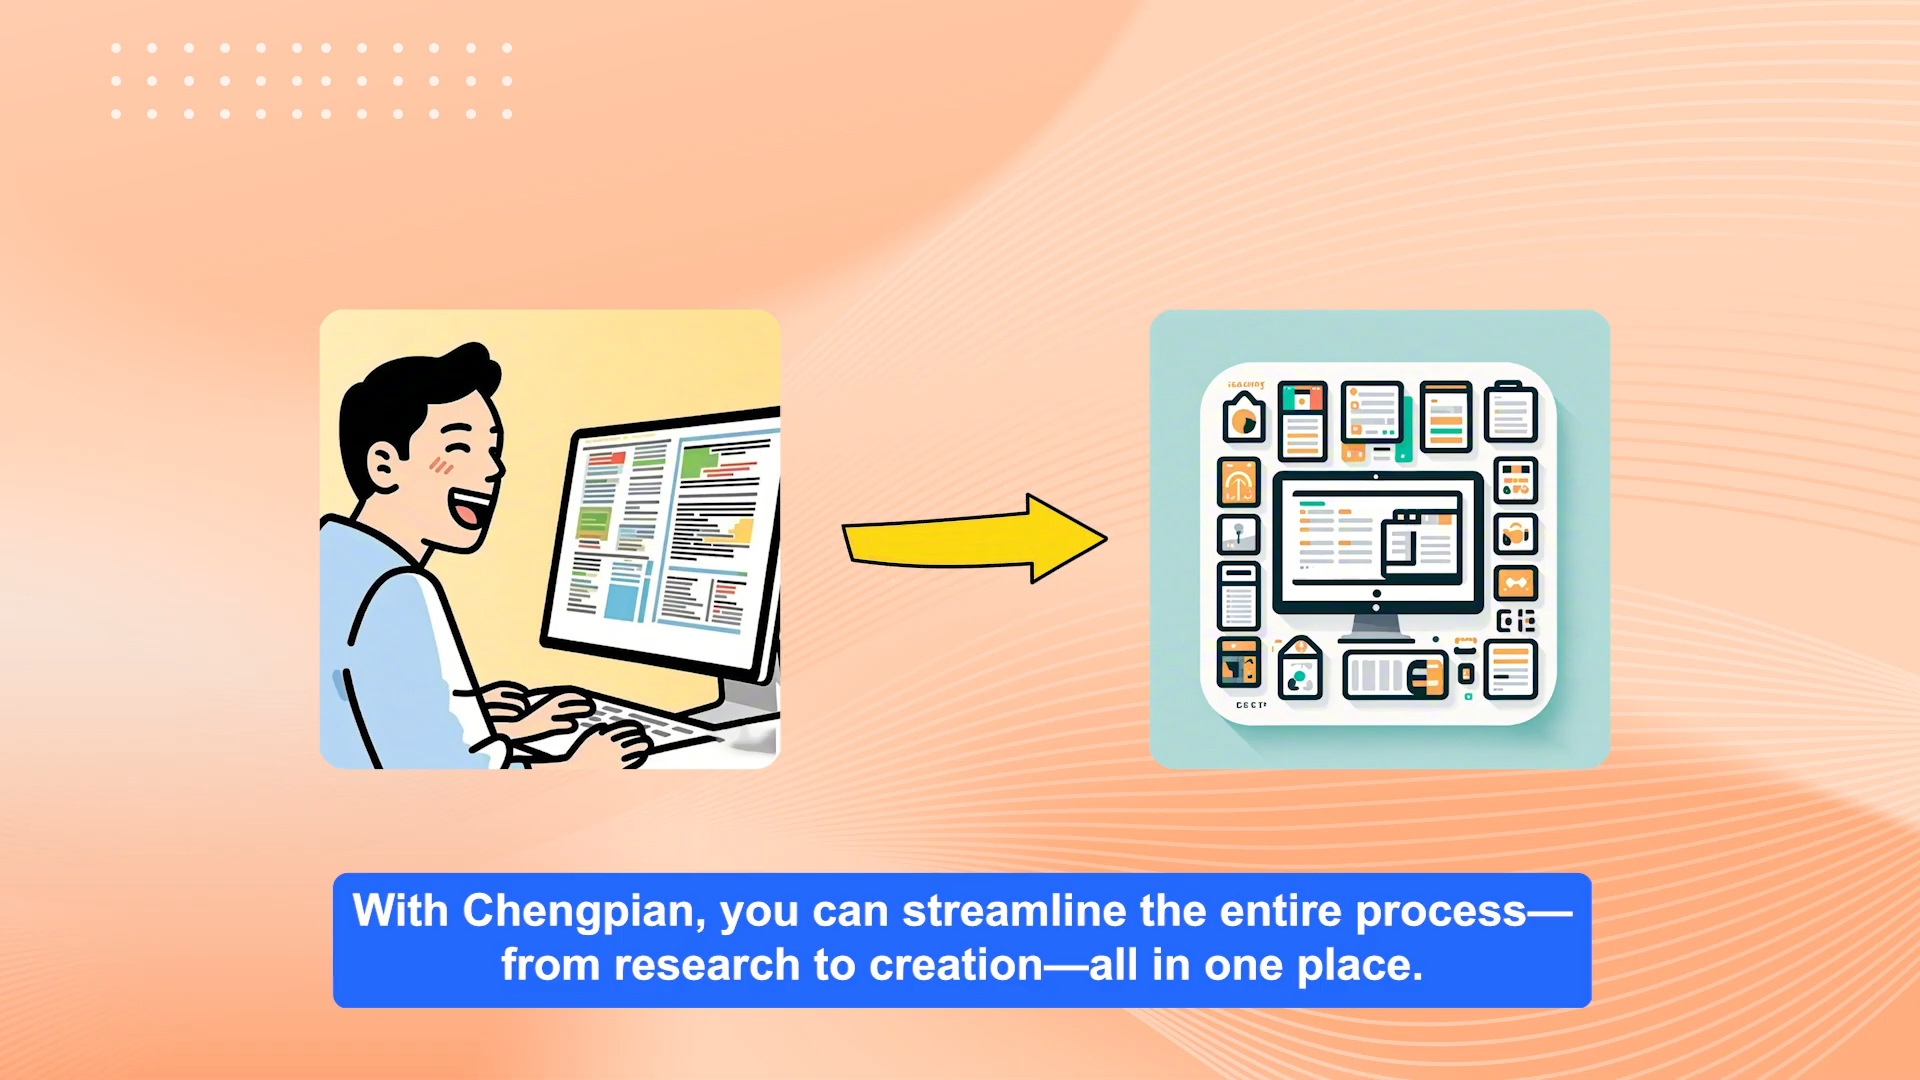 With Chengpian, you can streamline the entire process—
from research to creation—all in one place.